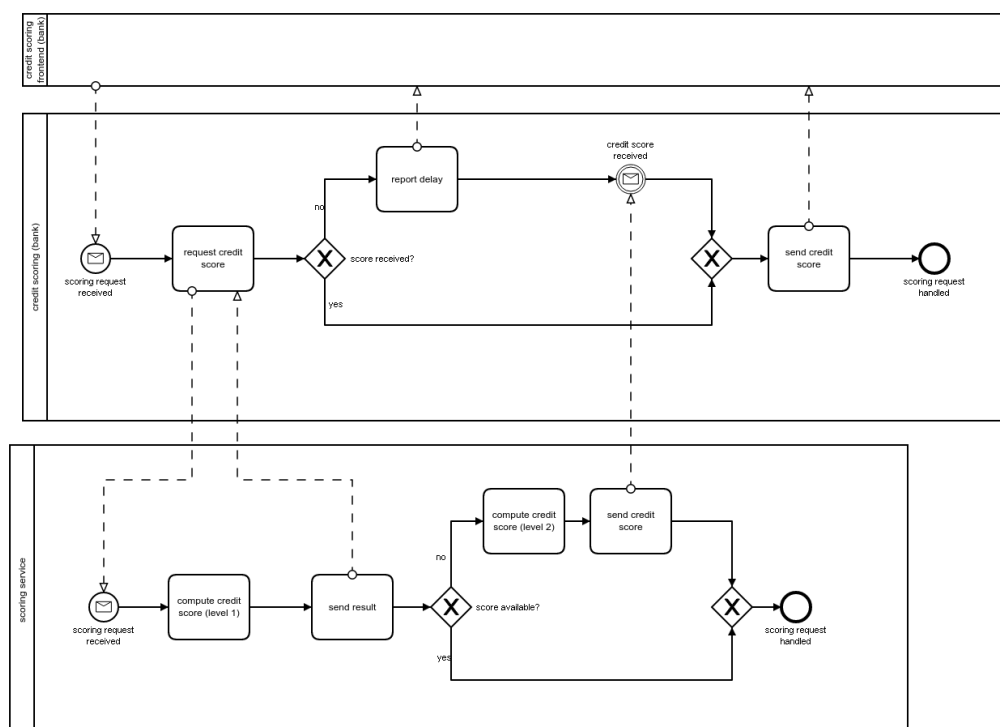 credit scoring
frontend (bank)
credit scoring (bank)
scoring request
received
request credit
score
no
score received?
yes
report delay
credit score
received
send credit
score
scoring request
handled
scoring service
scoring request
received
compute credit
score (level 1)
send result
no
score available?
yes
compute credit
score (level 2)
send credit
score
scoring request
handled